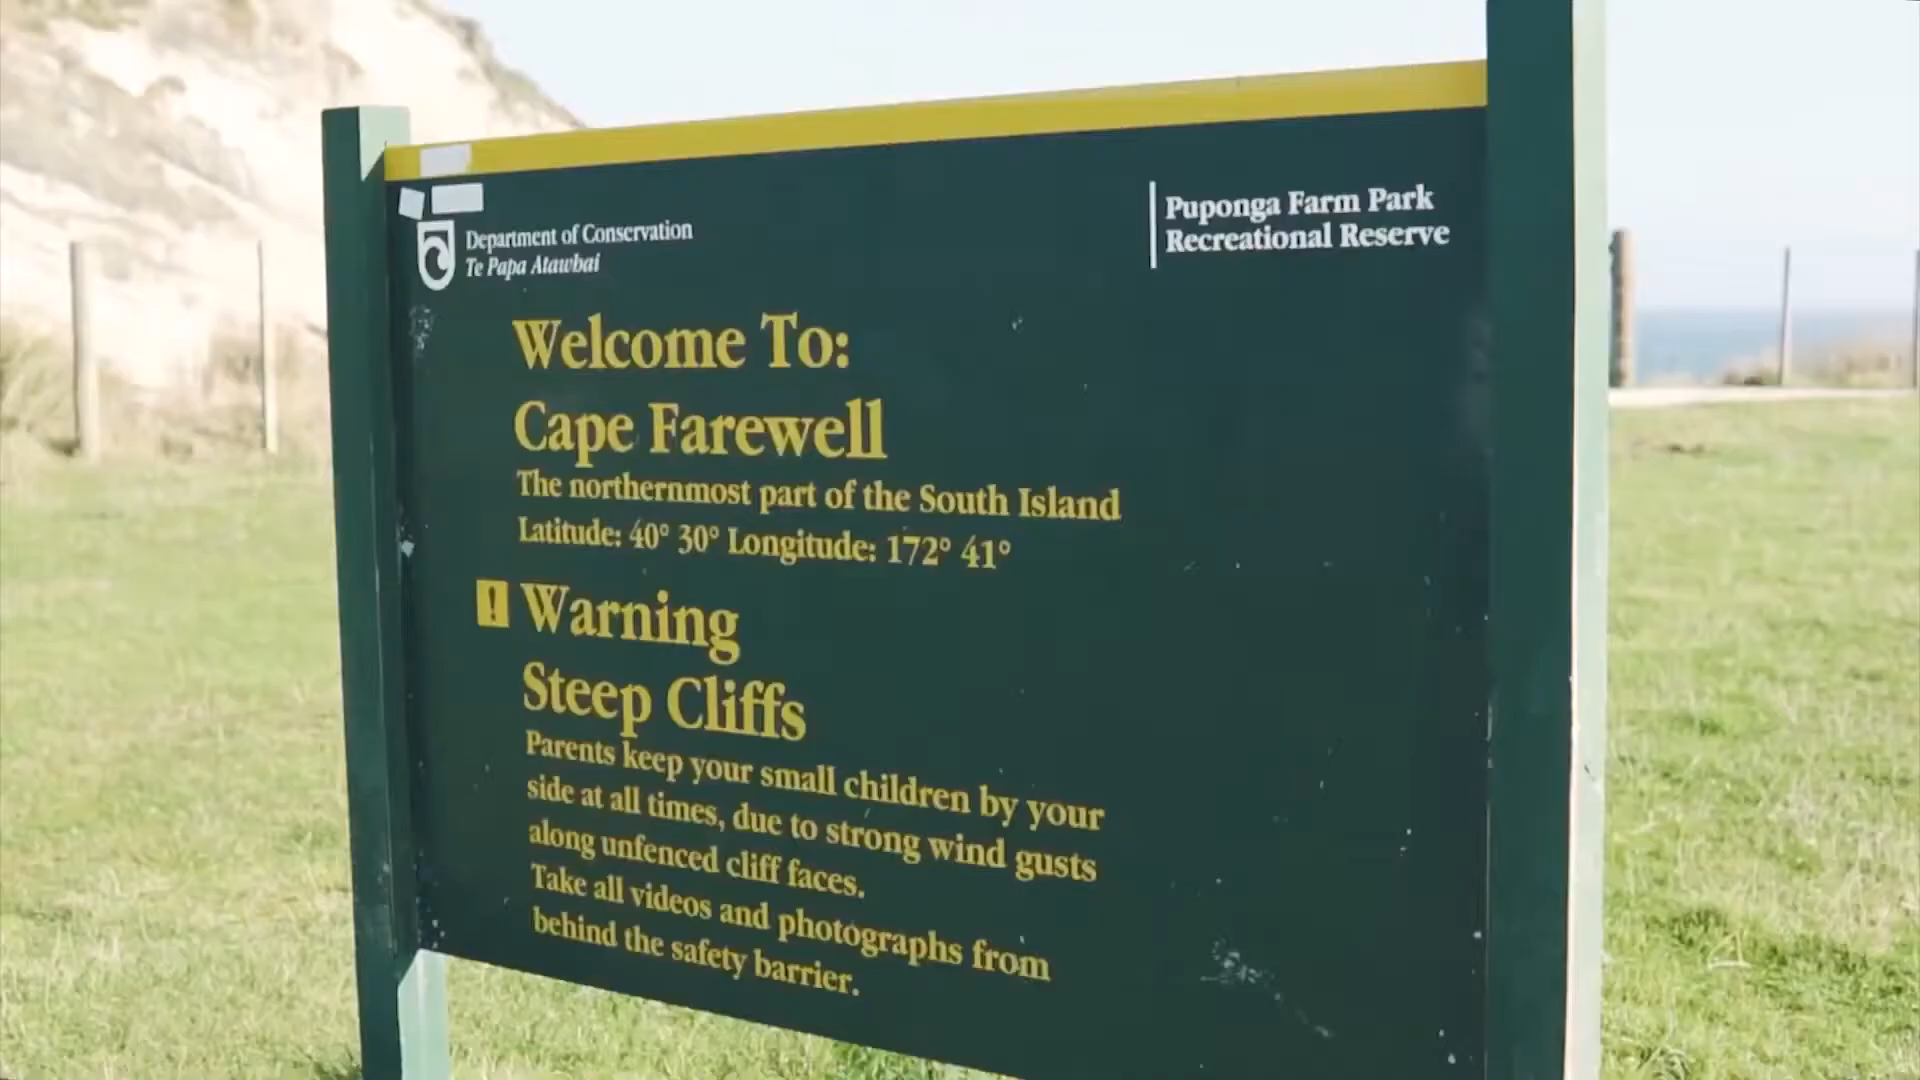 Department of Conservation
Te Papa Atawbai
Puponga Farm Park
Recreational Reserve
Welcome To:
Cape Farewell
The northernmost part of the South Island
Latitude: 40° 30° Longitude: 172° 41°
! Warning
Steep Cliffs
Parents keep your small children by your
side at all times, due to strong wind gusts
along unfenced cliff faces.
Take all videos and photographs from
behind the safety barrier.